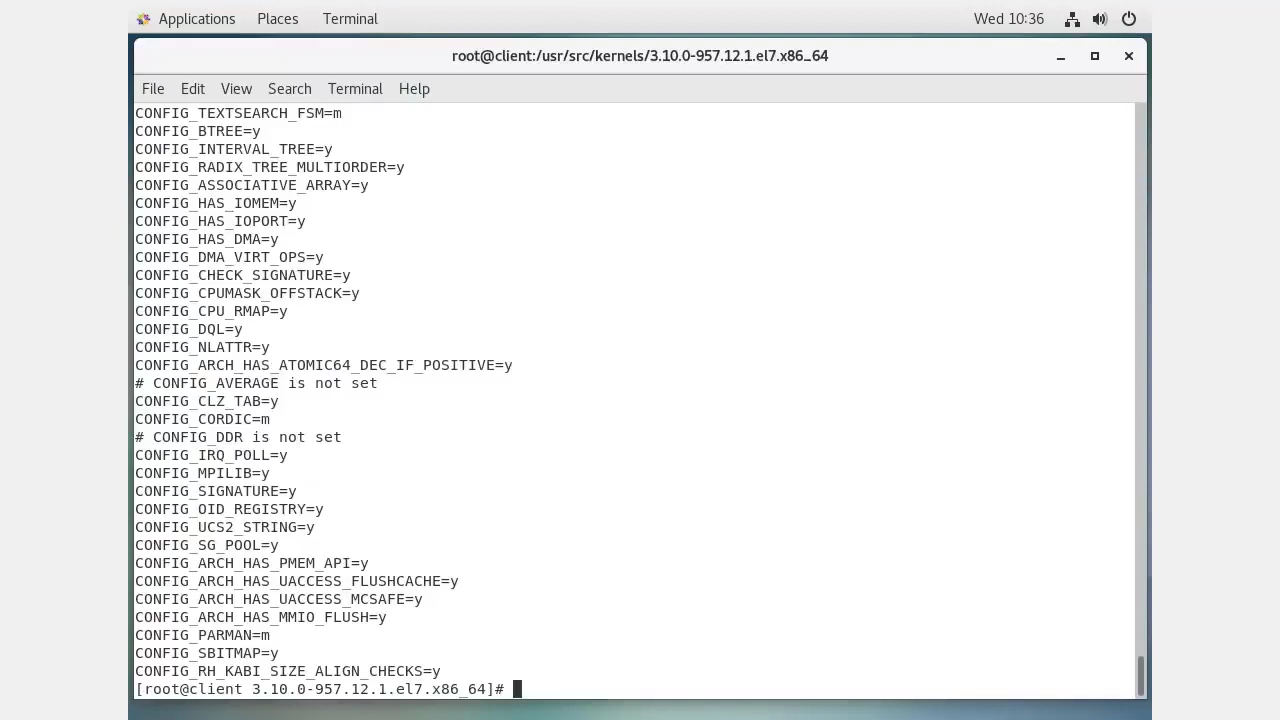 Applications Places Terminal Wed 10:36
root@client:/usr/src/kernels/3.10.0-957.12.1.el7.x86_64
File Edit View Search Terminal Help
CONFIG_TEXTSEARCH_FSM=m
CONFIG_BTREE=y
CONFIG_INTERVAL_TREE=y
CONFIG_RADIX_TREE_MULTIORDER=y
CONFIG_ASSOCIATIVE_ARRAY=y
CONFIG_HAS_IOMEM=y
CONFIG_HAS_IOPORT=y
CONFIG_HAS_DMA=y
CONFIG_DMA_VIRT_OPS=y
CONFIG_CHECK_SIGNATURE=y
CONFIG_CPUMASK_OFFSTACK=y
CONFIG_CPU_RMAP=y
CONFIG_DQL=y
CONFIG_NLATTR=y
CONFIG_ARCH_HAS_ATOMIC64_DEC_IF_POSITIVE=y
# CONFIG_AVERAGE is not set
CONFIG_CLZ_TAB=y
CONFIG_CORDIC=m
# CONFIG_DDR is not set
CONFIG_IRQ_POLL=y
CONFIG_MPILIB=y
CONFIG_SIGNATURE=y
CONFIG_OID_REGISTRY=y
CONFIG_UCS2_STRING=y
CONFIG_SG_POOL=y
CONFIG_ARCH_HAS_PMEM_API=y
CONFIG_ARCH_HAS_UACCESS_FLUSHCACHE=y
CONFIG_ARCH_HAS_UACCESS_MCSAFE=y
CONFIG_ARCH_HAS_MMIO_FLUSH=y
CONFIG_PARMAN=m
CONFIG_SBITMAP=y
CONFIG_RH_KABI_SIZE_ALIGN_CHECKS=y
[root@client 3.10.0-957.12.1.el7.x86_64]#